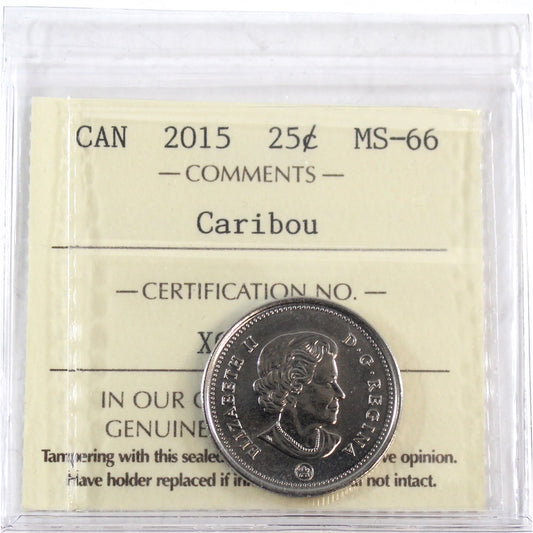 CAN 2015 25¢ MS-66
— COMMENTS —
Caribou
— CERTIFICATION NO. —
IN OUR
GENUINE
Tampering with this sealed opinion.
Have holder replaced if not intact.
ELIZABETH II D·G·REGINA